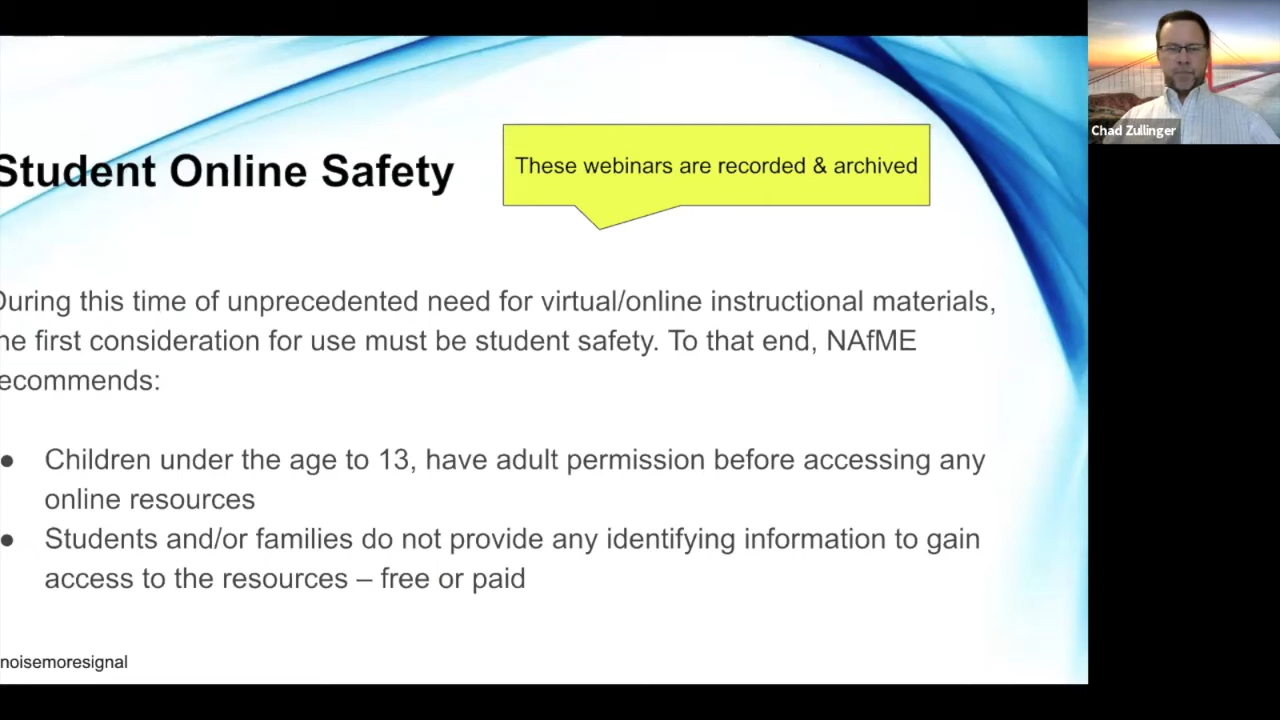 Student Online Safety
These webinars are recorded & archived
Chad Zullinger
During this time of unprecedented need for virtual/online instructional materials,
he first consideration for use must be student safety. To that end, NAfME
ecommends:
● Children under the age to 13, have adult permission before accessing any
online resources
● Students and/or families do not provide any identifying information to gain
access to the resources – free or paid
noisemoresignal